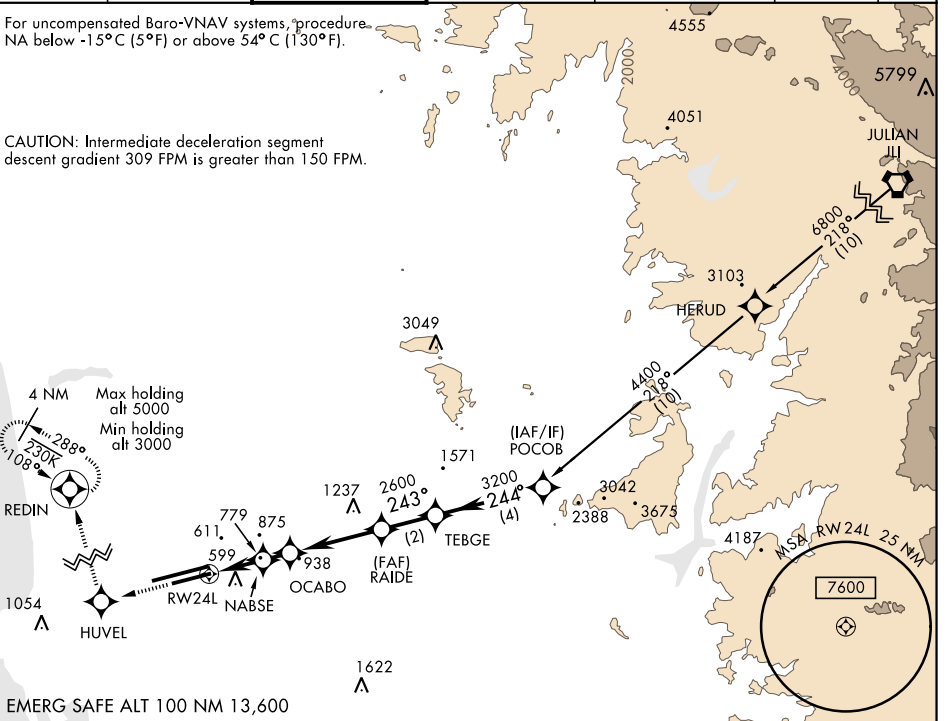 For uncompensated Baro-VNAV systems, procedure
NA below -15°C (5°F) or above 54°C (130°F).
4555
2000
4000
5799
4051
CAUTION: Intermediate deceleration segment
descent gradient 309 FPM is greater than 150 FPM.
JULIAN
JLI
6800
218°
(10)
3103
HERUD
3049
4400
218°
(10)
4 NM
Max holding
alt 5000
Min holding
alt 3000
288°
230K
108°
REDIN
(IAF/IF)
POCOB
1571
2600
243°
(2)
3200
244°
(4)
1237
3042
2388
3675
779
875
611
599
938
TEBGE
(FAF)
RAIDE
OCABO
NABSE
RW24L
4187
MSA RW24L 25 NM
7600
1054
HUVEL
1622
EMERG SAFE ALT 100 NM 13,600